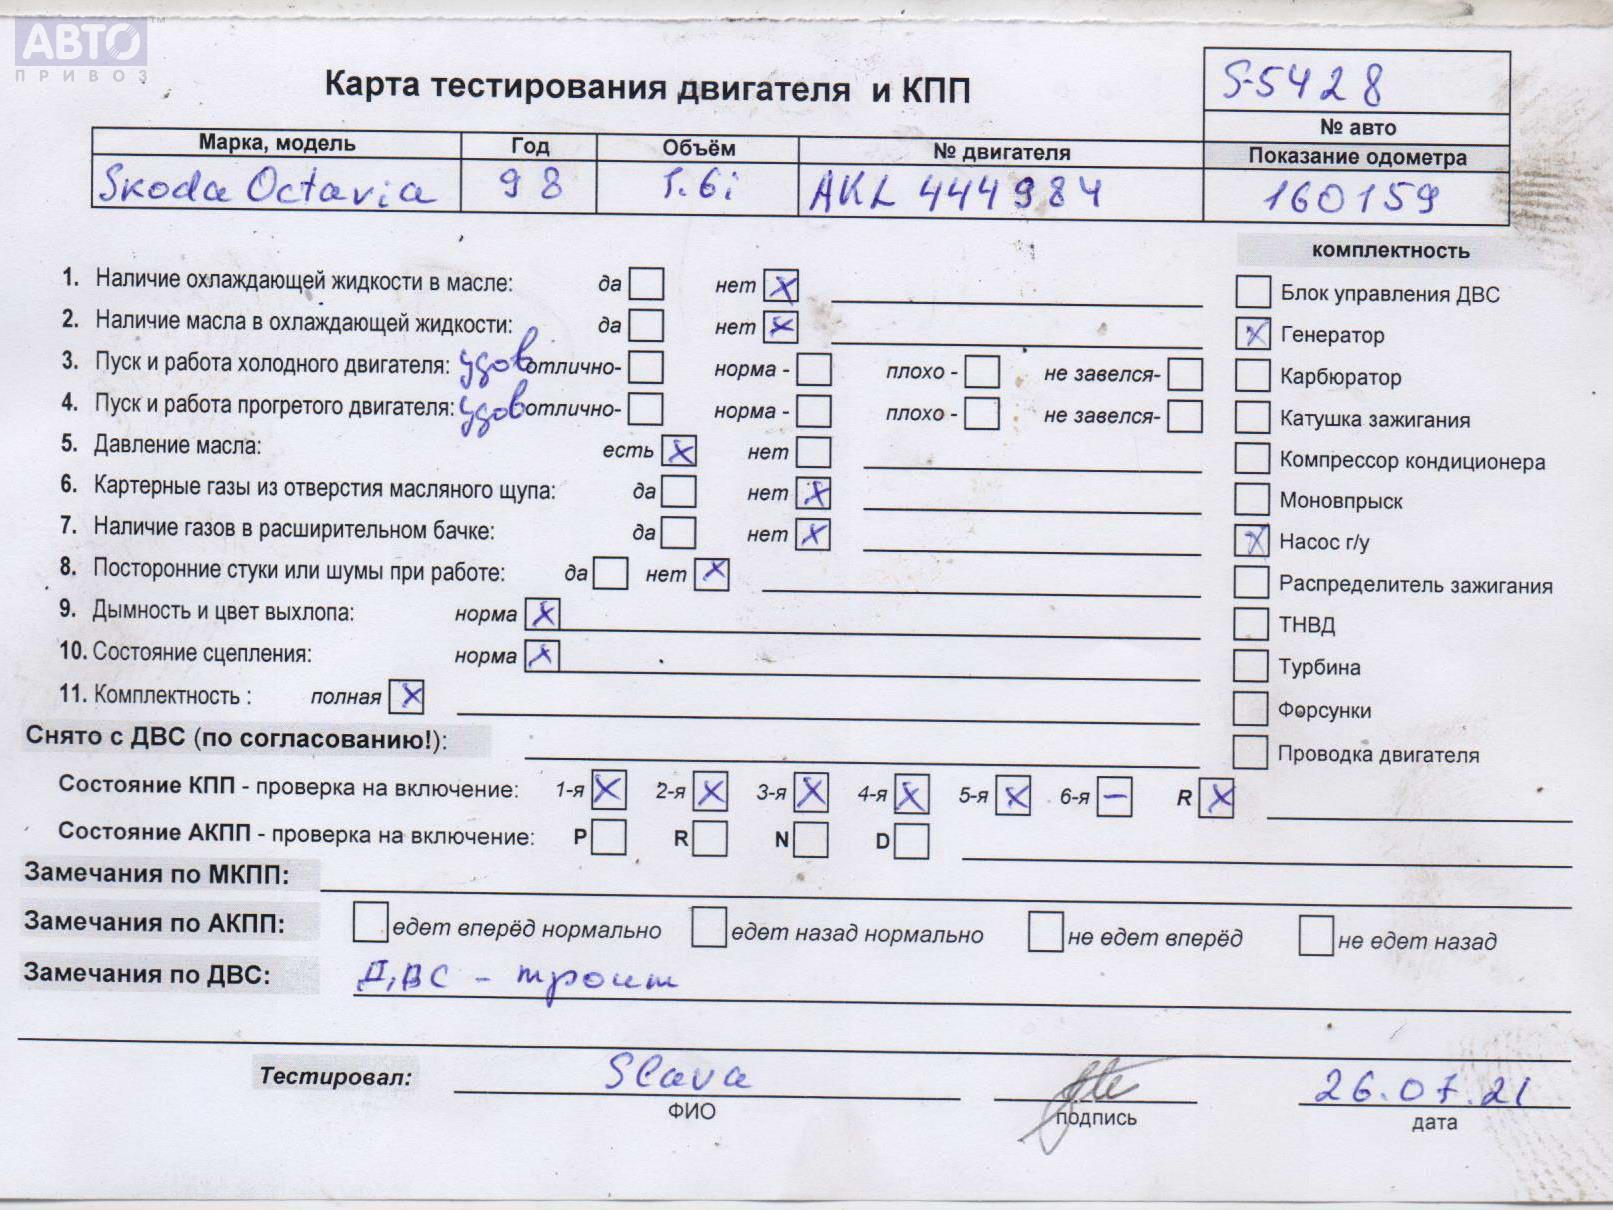 АВТО
ПРИВОЗ
Карта тестирования двигателя и КПП
S-5428
№ авто
Марка, модель Год Объём № двигателя Показание одометра
Skoda Octavia 98 1.6i AKL 444984 160159
комплектность
1. Наличие охлаждающей жидкости в масле: да нет X
Блок управления ДВС
2. Наличие масла в охлаждающей жидкости: да нет X
X Генератор
3. Пуск и работа холодного двигателя: удов отлично- норма - плохо - не завелся-
Карбюратор
4. Пуск и работа прогретого двигателя: удов отлично- норма - плохо - не завелся-
Катушка зажигания
5. Давление масла: есть X нет
Компрессор кондиционера
6. Картерные газы из отверстия масляного щупа: да нет X
Моновпрыск
7. Наличие газов в расширительном бачке: да нет X
X Насос г/у
8. Посторонние стуки или шумы при работе: да нет X
Распределитель зажигания
9. Дымность и цвет выхлопа: норма X
ТНВД
10. Состояние сцепления: норма X
Турбина
11. Комплектность : полная X
Форсунки
Снято с ДВС (по согласованию!):
Проводка двигателя
Состояние КПП - проверка на включение: 1-я X 2-я X 3-я X 4-я X 5-я X 6-я – R X
Состояние АКПП - проверка на включение: P R N D
Замечания по МКПП:
Замечания по АКПП: едет вперёд нормально едет назад нормально не едет вперёд не едет назад
Замечания по ДВС: ДВС - троит
Тестировал: Slava 26.07.21
ФИО подпись дата